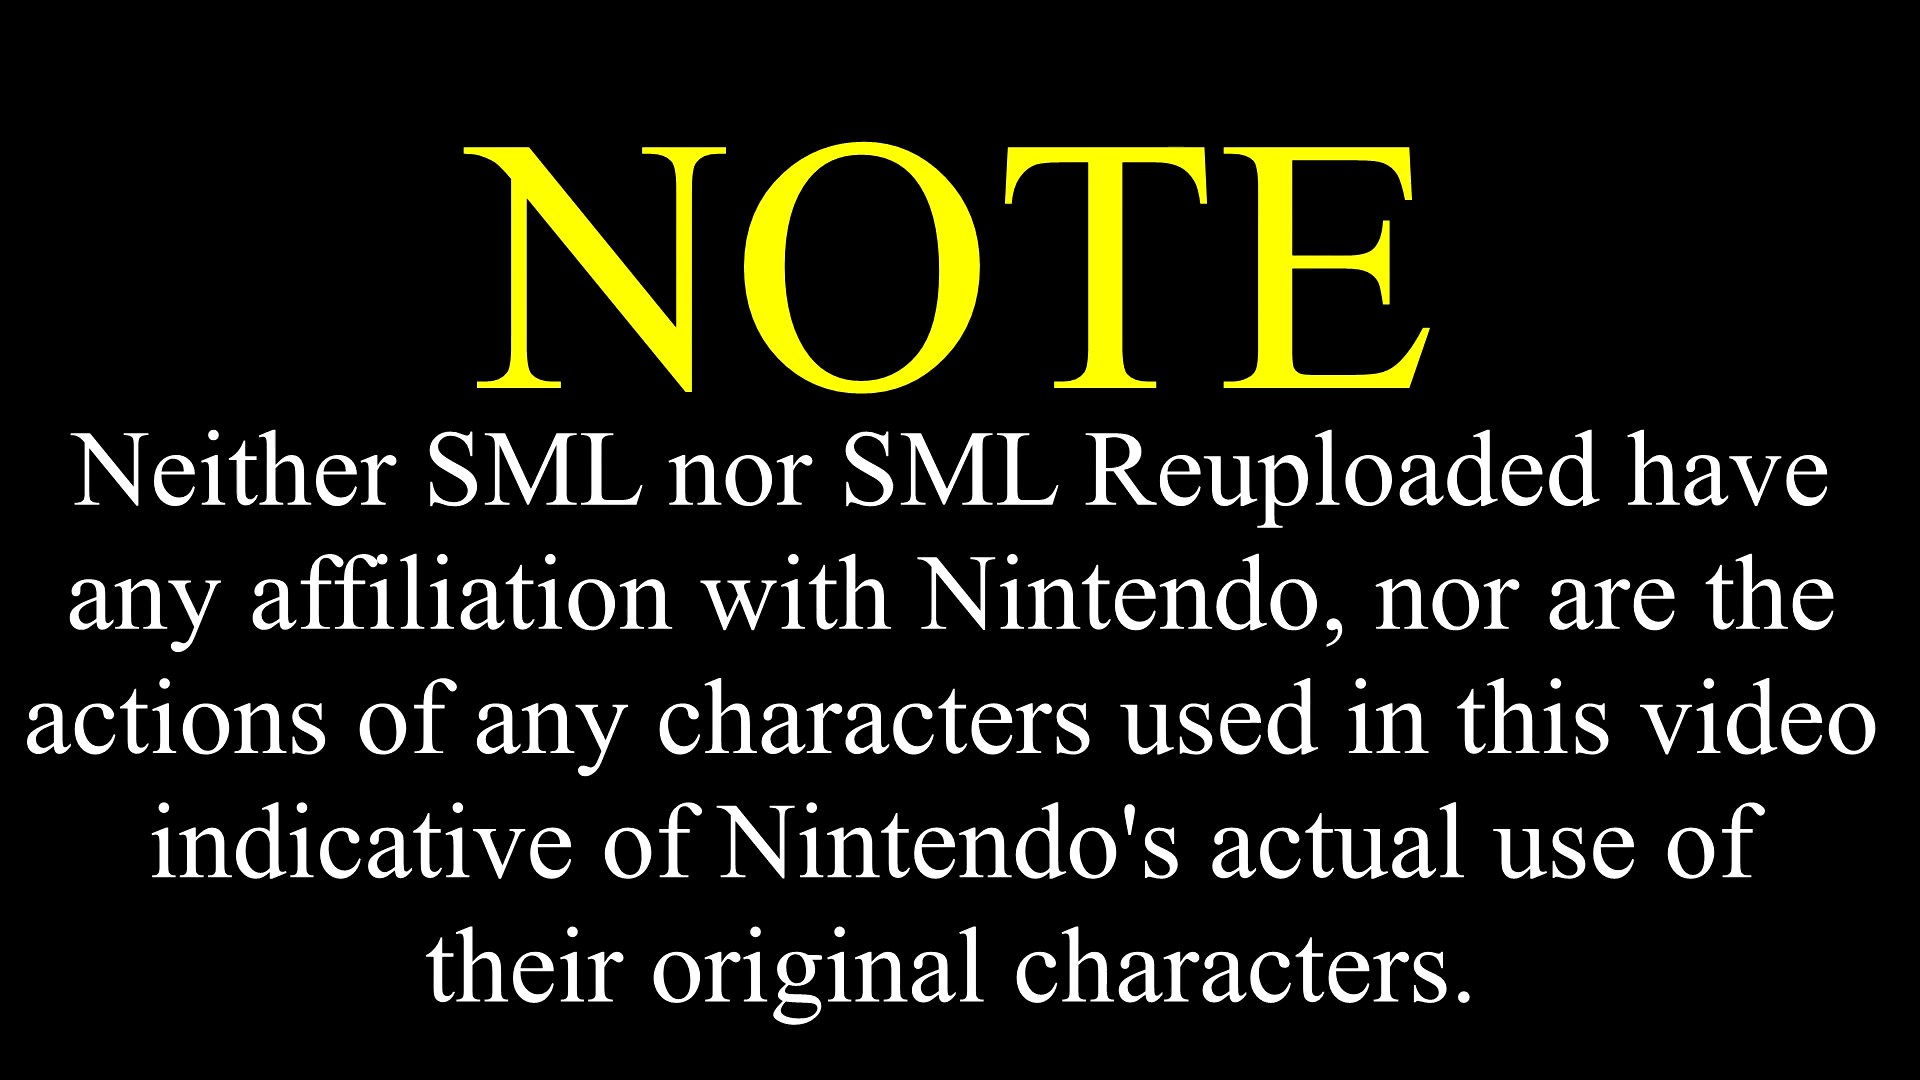 NOTE
Neither SML nor SML Reuploaded have
any affiliation with Nintendo, nor are the
actions of any characters used in this video
indicative of Nintendo's actual use of
their original characters.